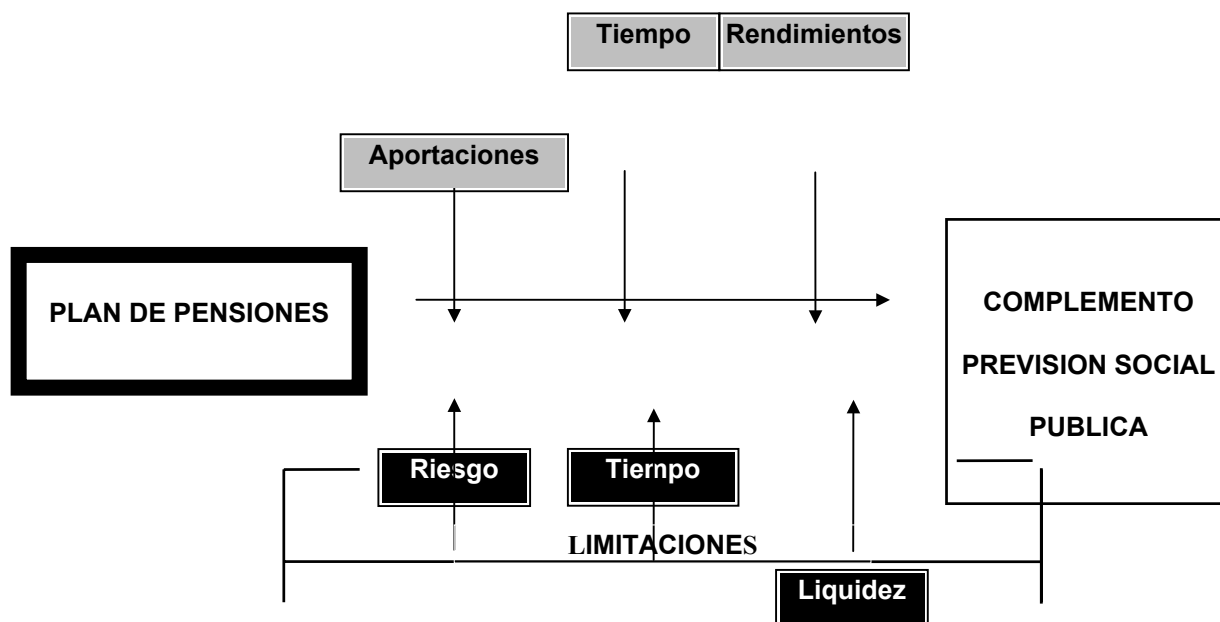 Tiempo Rendimientos
Aportaciones
PLAN DE PENSIONES
COMPLEMENTO
PREVISION SOCIAL
PUBLICA
Riesgo
Tiempo
LIMITACIONES
Liquidez